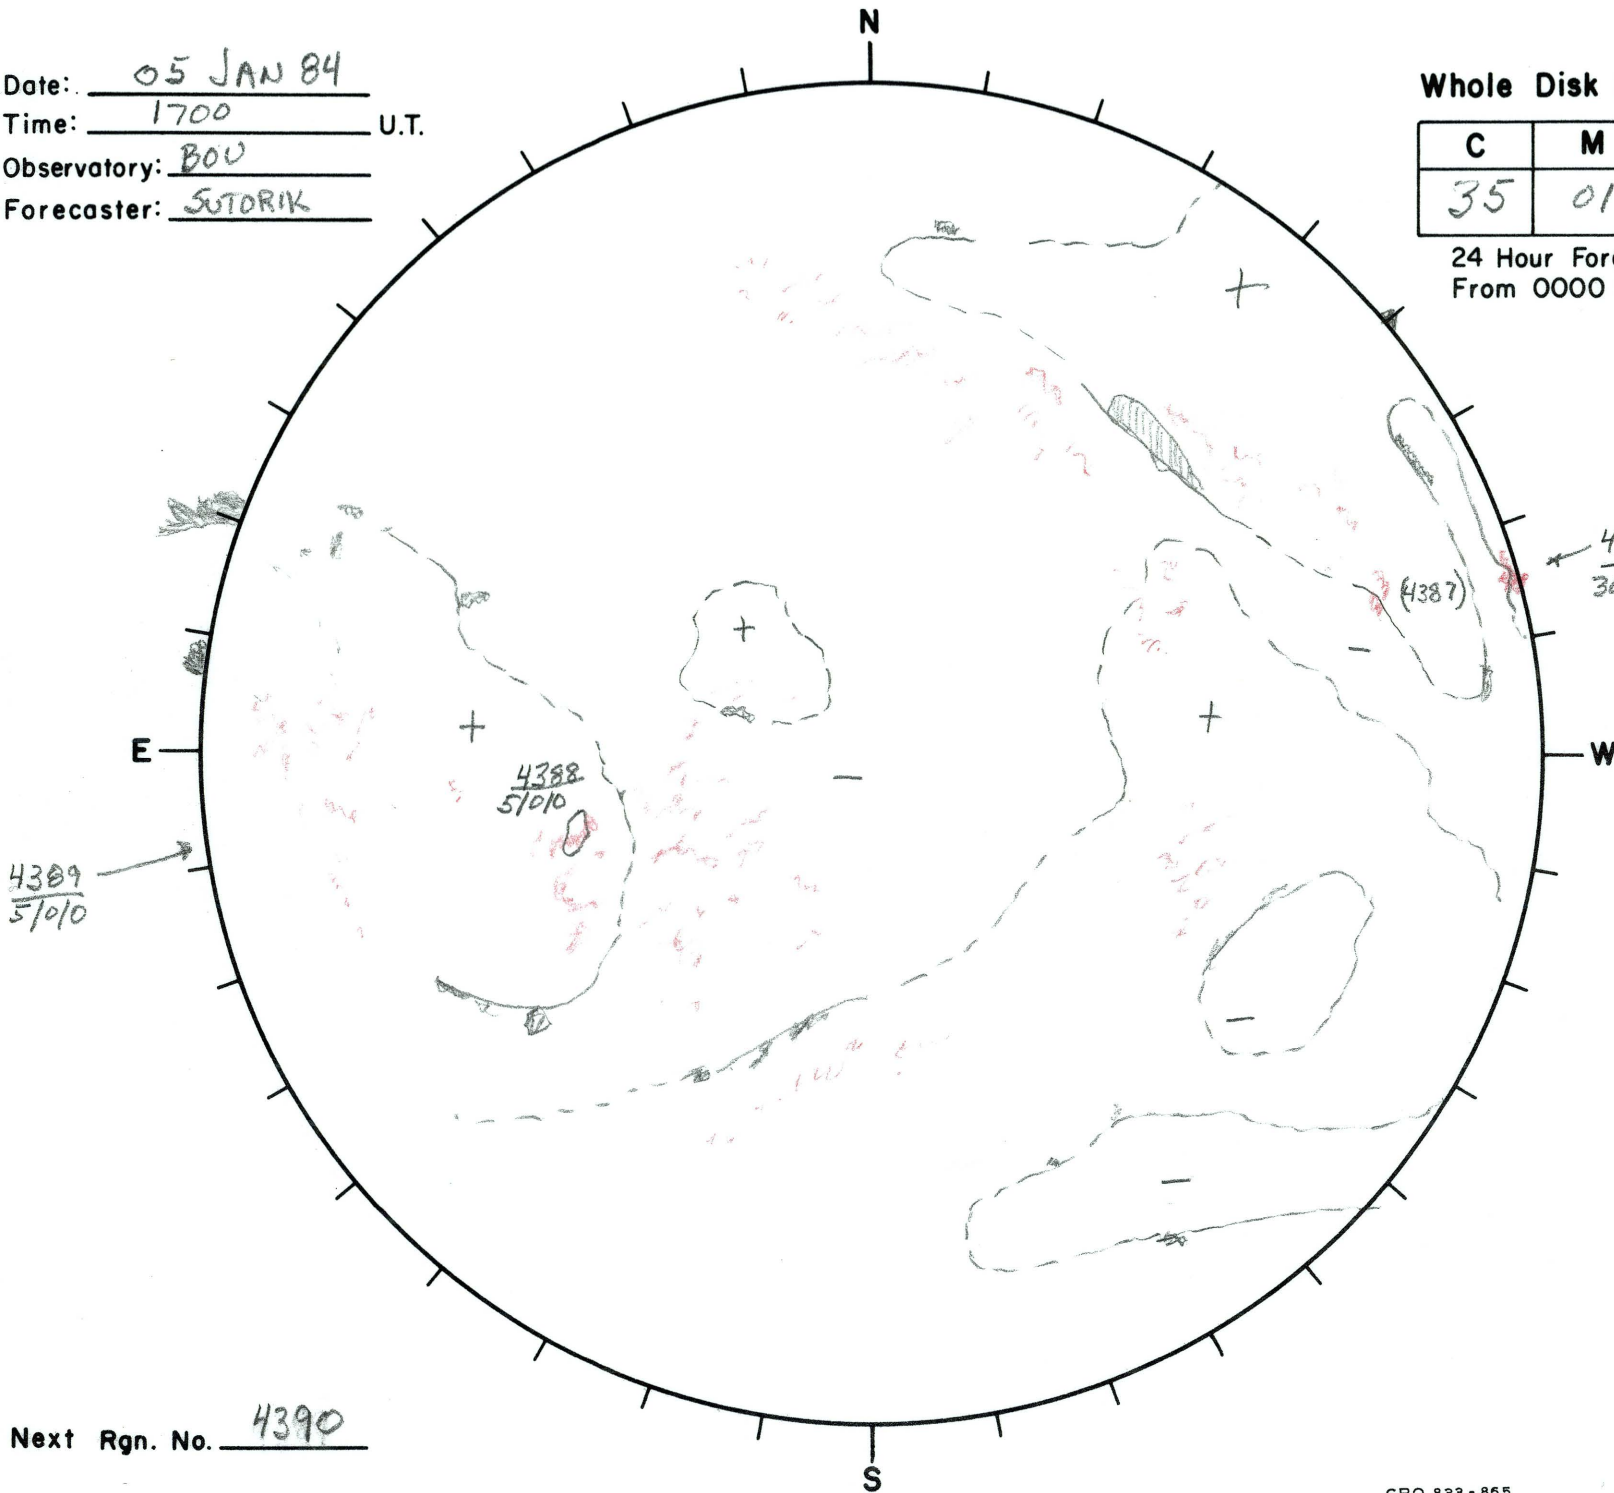 N
Date: 05 JAN 84
Time: 1700 U.T.
Observatory: BOU
Forecaster: SUTORIK
Whole Disk
C M
35 01
24 Hour
From 0000
+
(4387)
+
-
+
+
E
W
4388
5/0/0
-
4389
5/0/0
-
-
Next Rgn. No. 4390
S